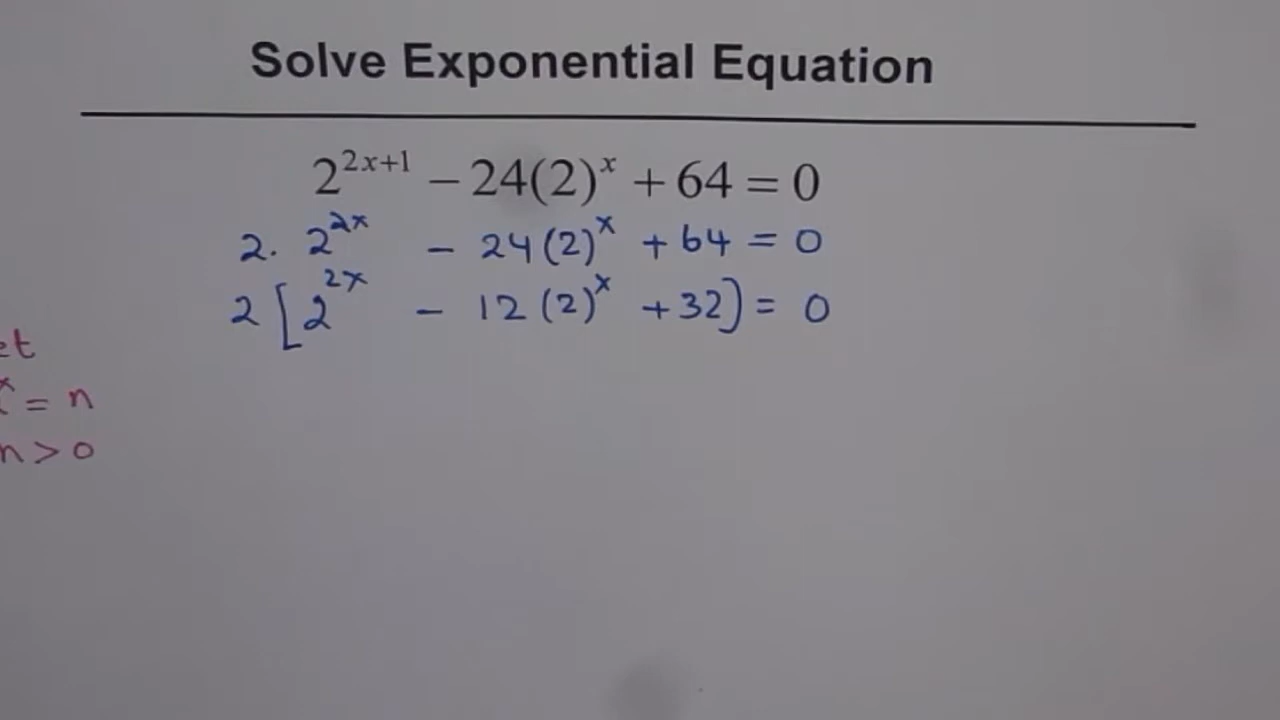 Solve Exponential Equation
2^{2x+1} − 24(2)^x + 64 = 0
2. 2^{2x} − 24(2)^x + 64 = 0
2[2^{2x} − 12(2)^x + 32] = 0
et
x = n
n > 0